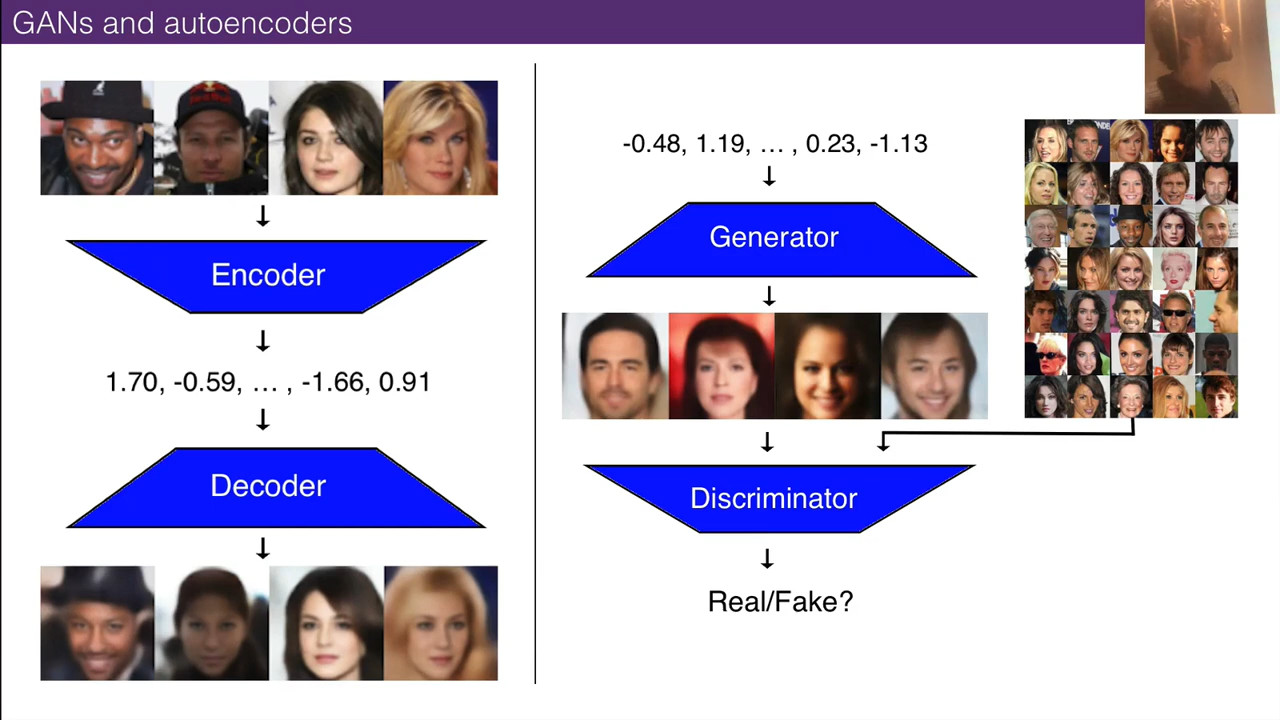 GANs and autoencoders
Encoder
1.70, -0.59, … , -1.66, 0.91
Decoder
-0.48, 1.19, … , 0.23, -1.13
Generator
Discriminator
Real/Fake?